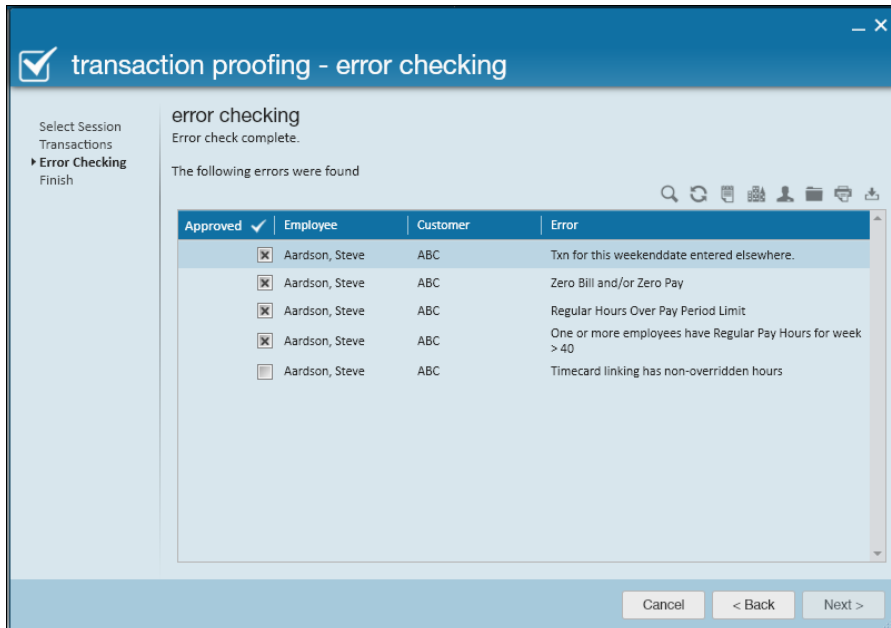 transaction proofing - error checking
Select Session
Transactions
Error Checking
Finish
error checking
Error check complete.
The following errors were found
Approved Employee Customer Error
Aardson, Steve ABC Txn for this weekenddate entered elsewhere.
Aardson, Steve ABC Zero Bill and/or Zero Pay
Aardson, Steve ABC Regular Hours Over Pay Period Limit
Aardson, Steve ABC One or more employees have Regular Pay Hours for week
> 40
Aardson, Steve ABC Timecard linking has non-overridden hours
Cancel < Back Next >